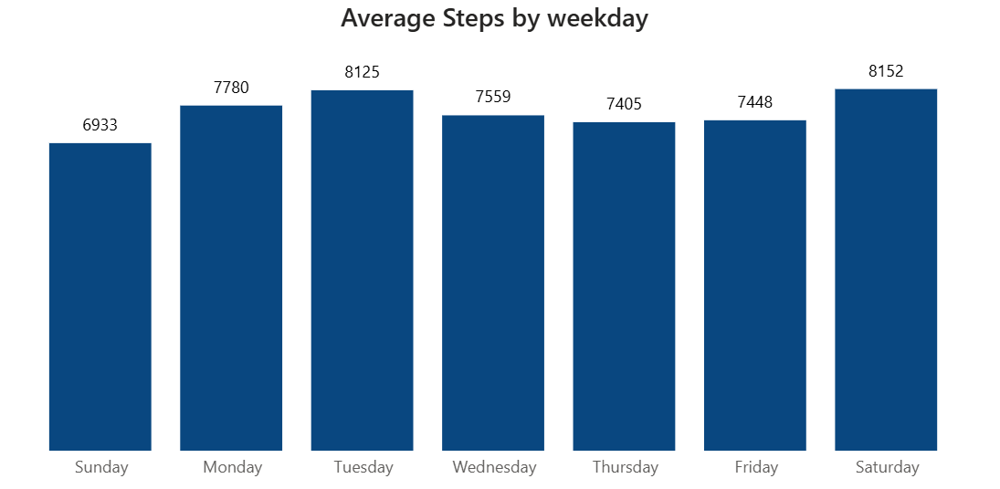 Average Steps by weekday
6933
7780
8125
7559
7405
7448
8152
Sunday
Monday
Tuesday
Wednesday
Thursday
Friday
Saturday